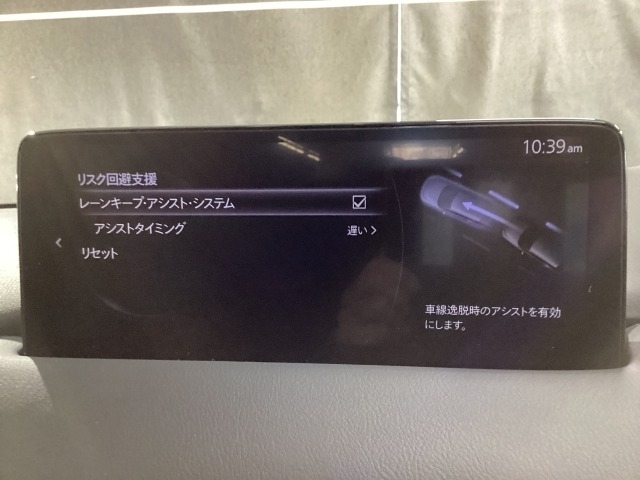 10:39 am
リスク回避支援
レーンキープ・アシスト・システム
アシストタイミング 遅い
リセット
車線逸脱時のアシストを有効
にします。